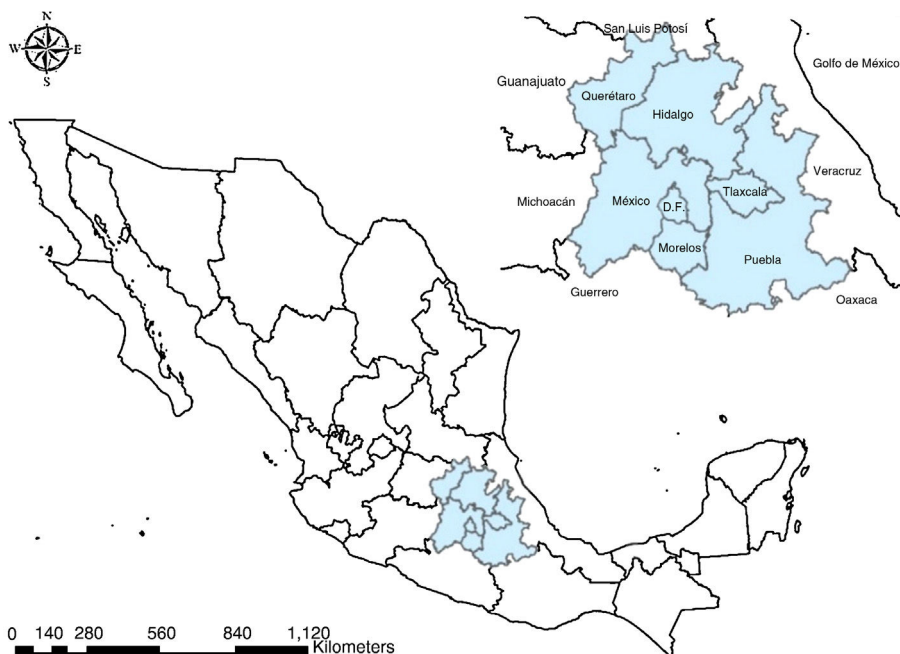 N
W E
S
San Luis Potosí
Golfo de México
Guanajuato
Querétaro
Hidalgo
Veracruz
Tlaxcala
Michoacán
México
D.F.
Morelos
Puebla
Guerrero
Oaxaca
0 140 280 560 840 1,120
Kilometers